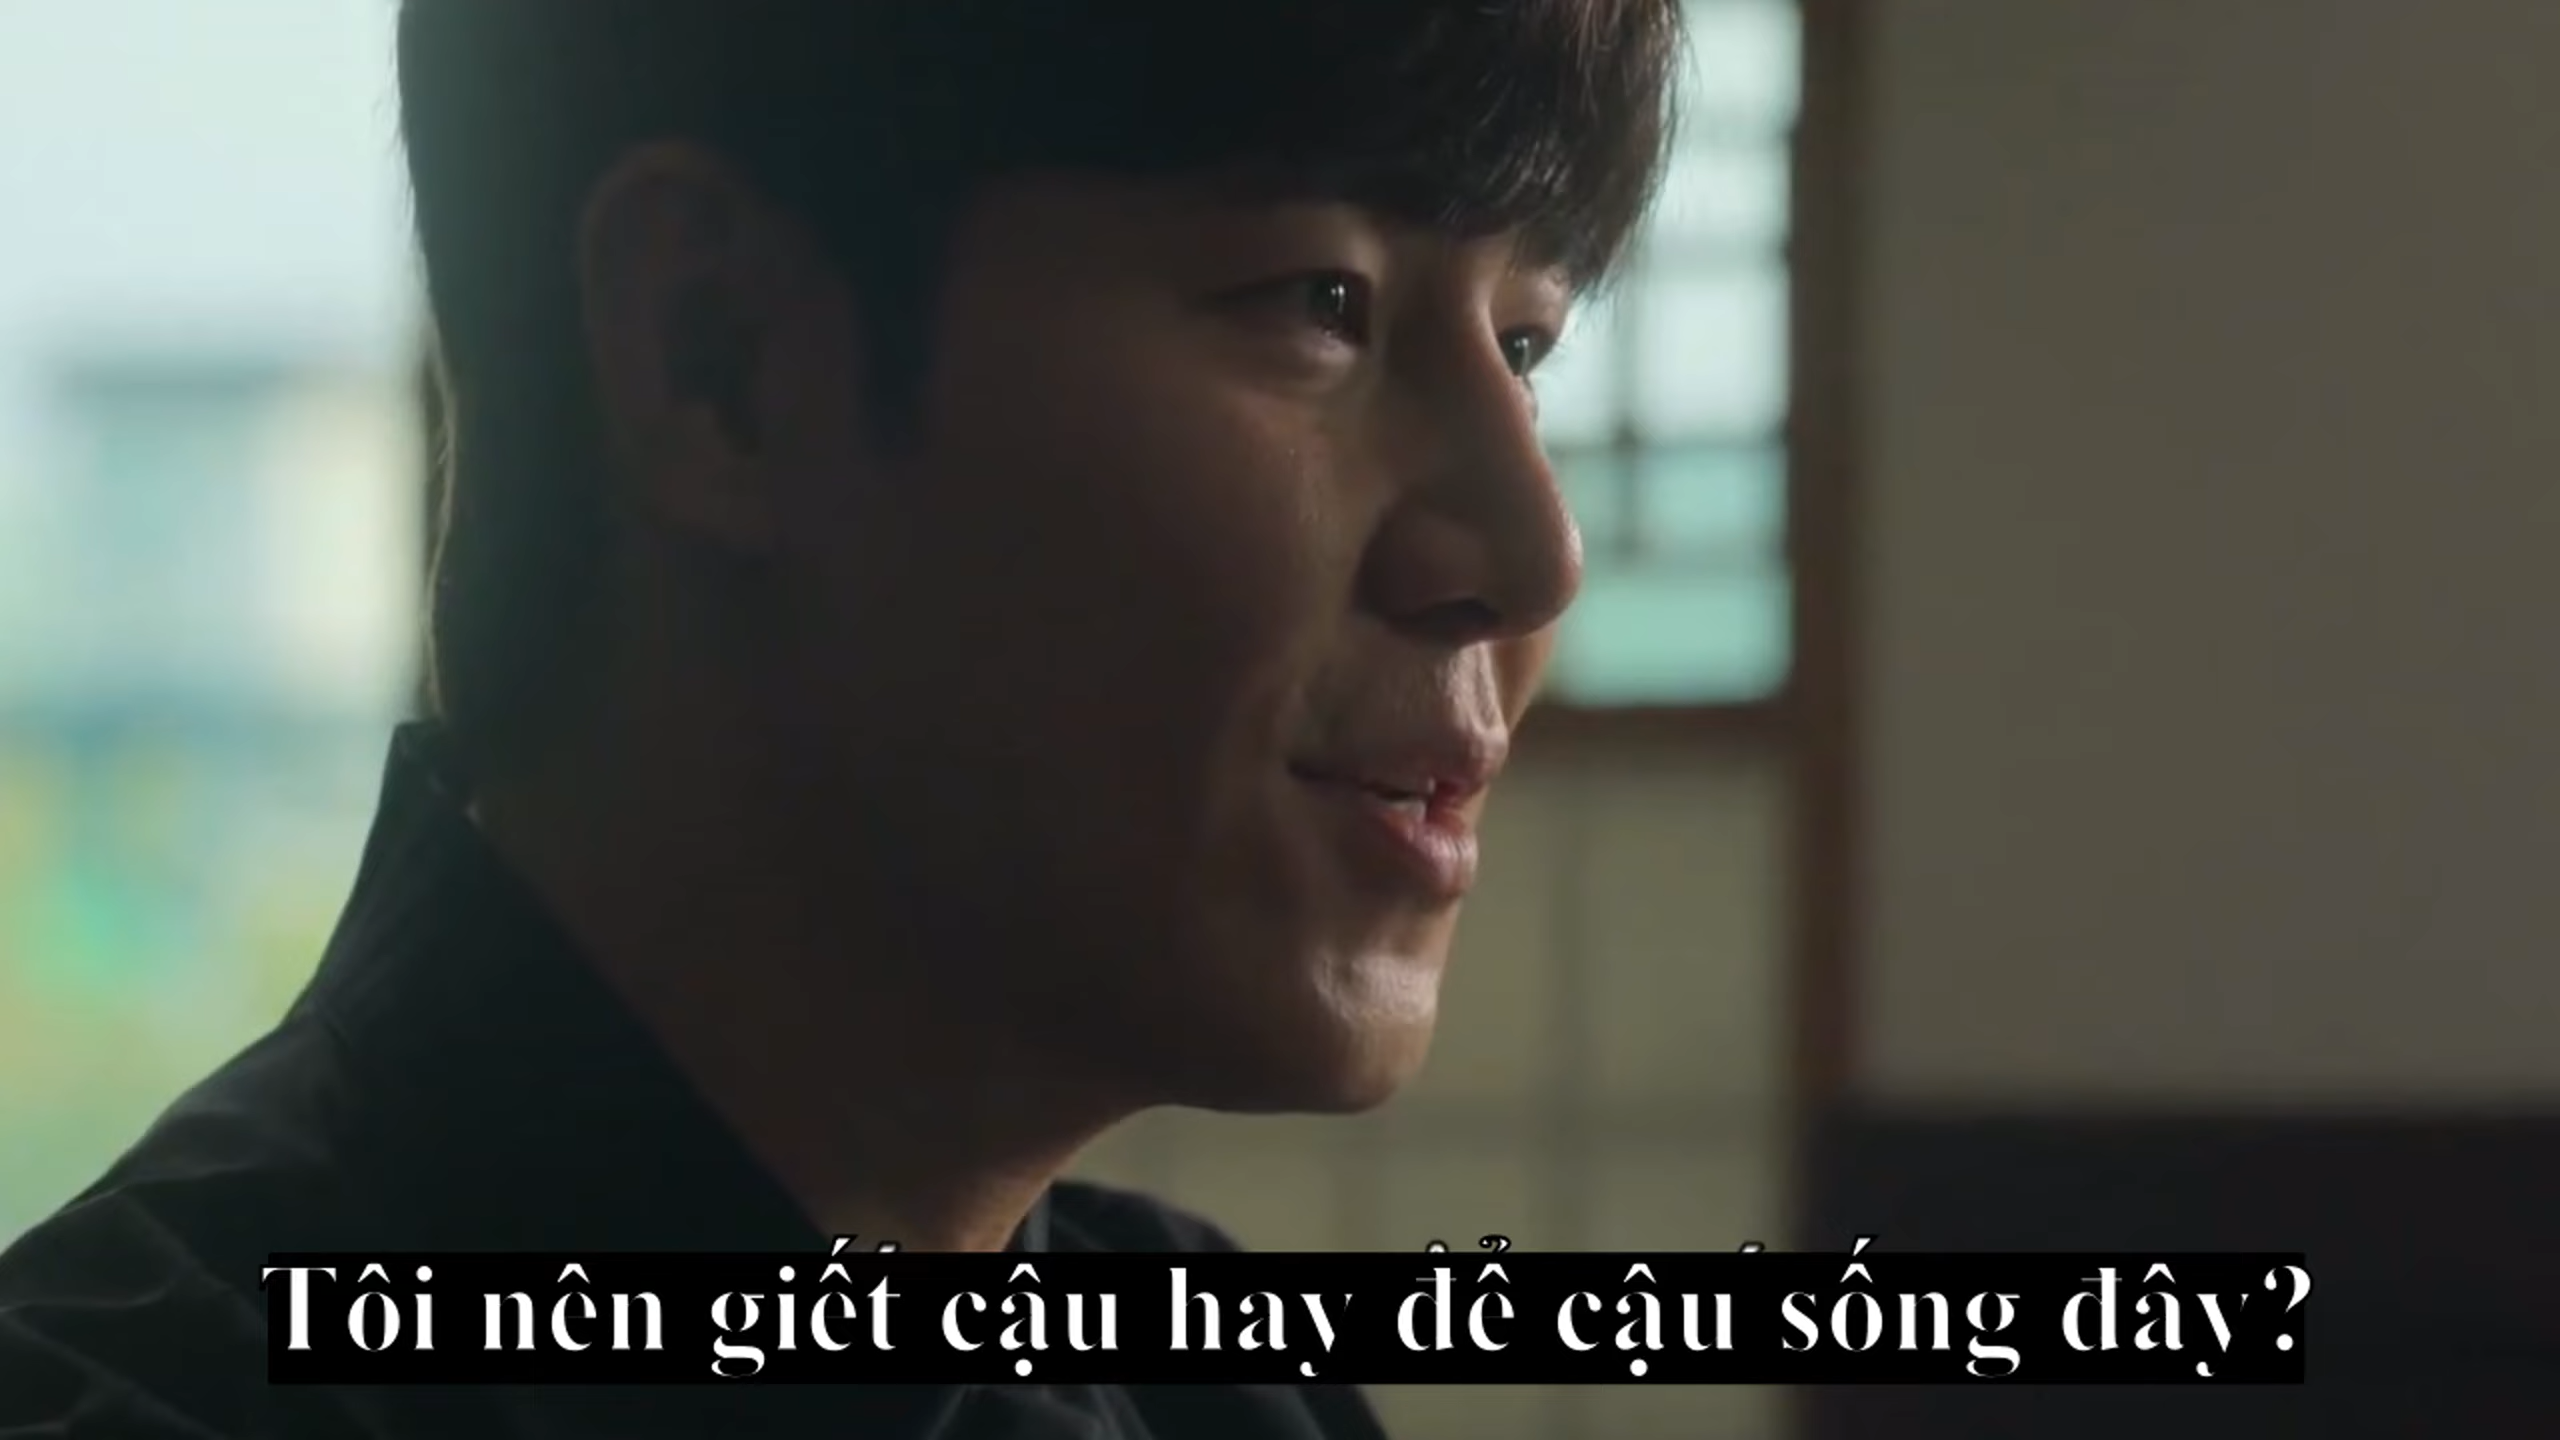 Tôi nên giết cậu hay để cậu sống đây?